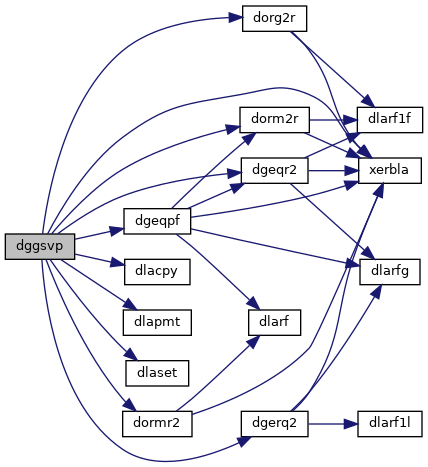 dorg2r
dorm2r
dlarf1f
dgeqr2
xerbla
dgeqpf
dggsvp
dlacpy
dlarfg
dlapmt
dlarf
dlaset
dormr2
dgerq2
dlarf1l